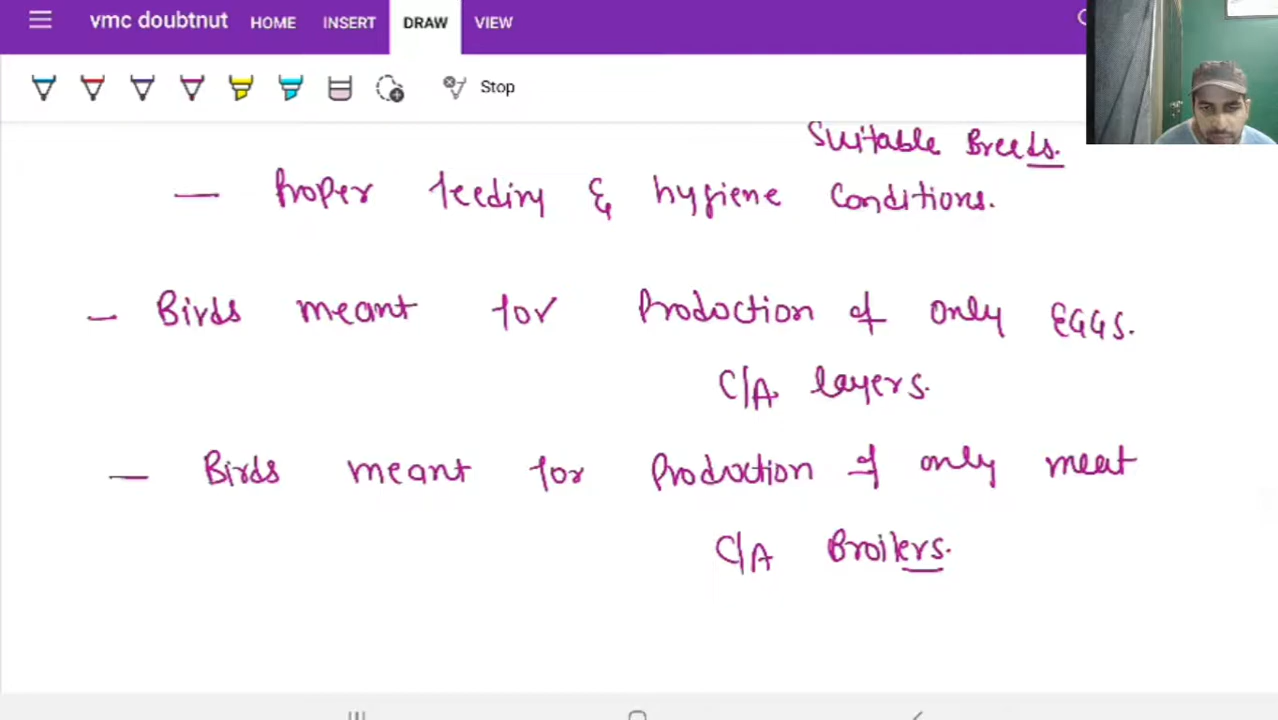 vmc doubtnut HOME INSERT DRAW VIEW
Stop
Suitable Breeds.
— Proper feeding & hygiene Conditions.
– Birds meant for Production of only EGGS.
C/A layers.
— Birds meant for Production of only meat
C/A Broilers.